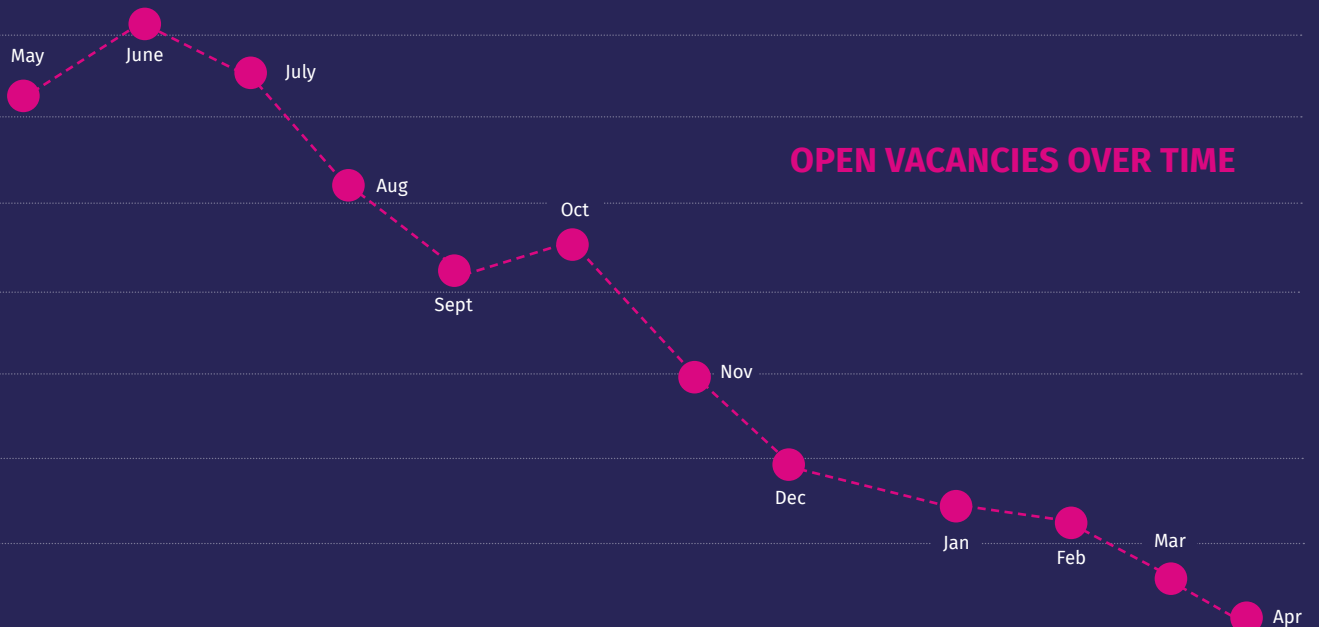 May
June
July
OPEN VACANCIES OVER TIME
Aug
Oct
Sept
Nov
Dec
Jan
Feb
Mar
Apr